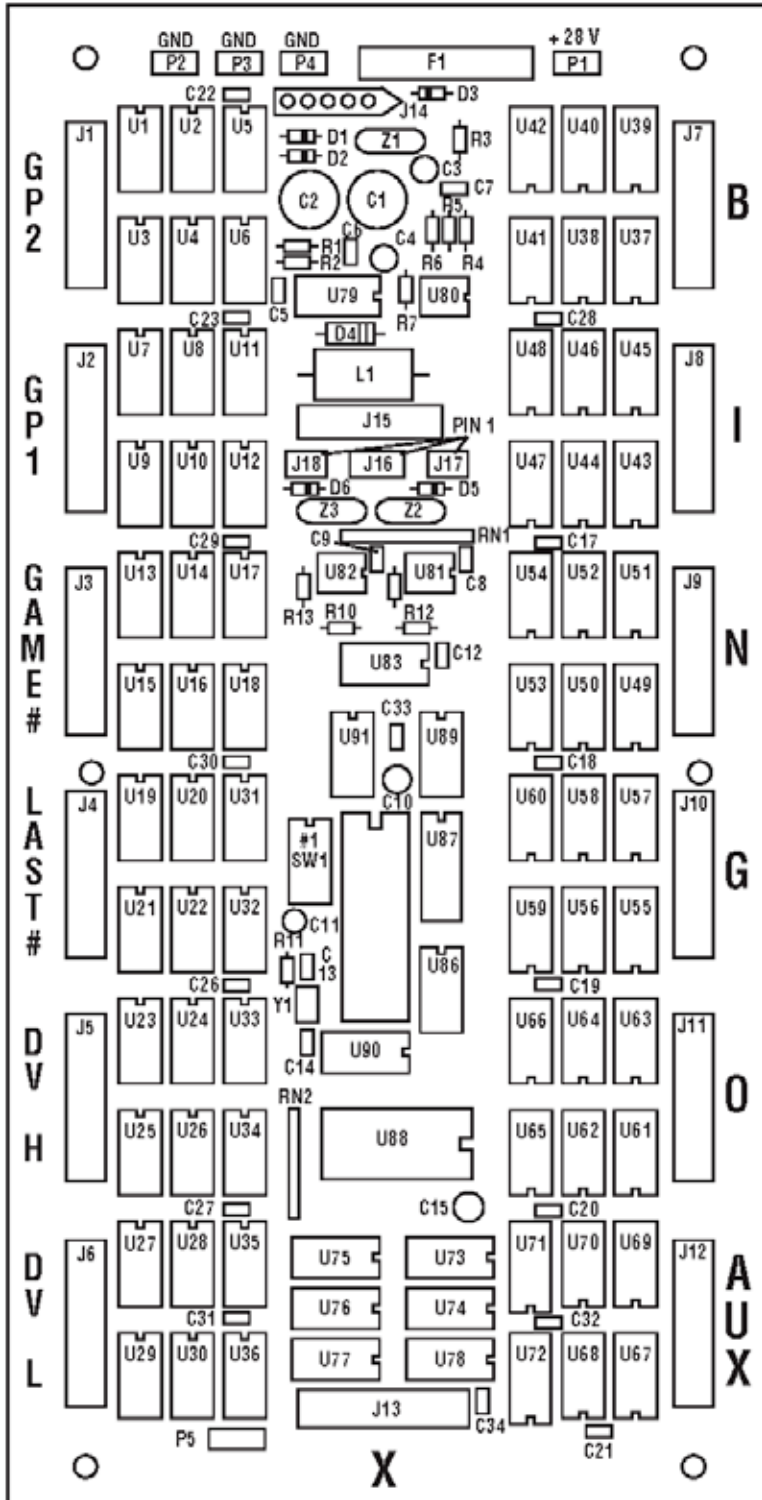 GND GND GND + 28 V
P2 P3 P4 F1 P1
C22 J14 D3
J1 U1 U2 U5 D1 Z1 R3 U42 U40 U39 J7
D2 C3
GP2 C2 C1 C7 B
R5
U3 U4 U6 R1 C6 C4 U41 U38 U37
R2 R6 R4
C5 U79 R7 U80
C23 D4 C28
J2 U7 U8 U11 L1 U48 U46 U45 J8
GP1 J15 I
PIN 1
U9 U10 U12 J18 J16 J17 U47 U44 U43
D6 D5
Z3 Z2
C29 C9 RN1 C17
J3 U13 U14 U17 U82 U81 C8 U54 U52 U51 J9
GAME# R13 R10 R12 N
U15 U16 U18 U83 C12 U53 U50 U49
C33
U91 U89
C30 C10 C18
J4 U19 U20 U31 #1 U87 U60 U58 U57 J10
SW1
LAST# G
U21 U22 U32 C11 U59 U56 U55
R11 C13 U86
C26 Y1 C19
J5 U23 U24 U33 C14 U90 U66 U64 U63 J11
DV H RN2 O
U25 U26 U34 U88 U65 U62 U61
C27 C15 C20
J6 U27 U28 U35 U75 U73 U71 U70 U69 J12
DV L U76 U74 AUX
C31 C32
U29 U30 U36 U77 U78 U72 U68 U67
J13 C34
P5 C21
X